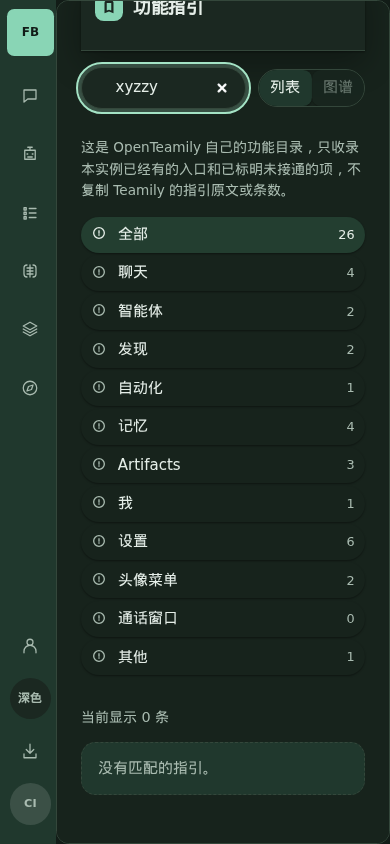 FB
功能指引
xyzzy
列表
图谱
这是 OpenTeamily 自己的功能目录，只收录
本实例已经有的入口和已标明未接通的项，不
复制 Teamily 的指引原文或条数。
全部 26
聊天 4
智能体 2
发现 2
自动化 1
记忆 4
Artifacts 3
我 1
设置 6
头像菜单 2
通话窗口 0
其他 1
深色
当前显示 0 条
没有匹配的指引。
CI